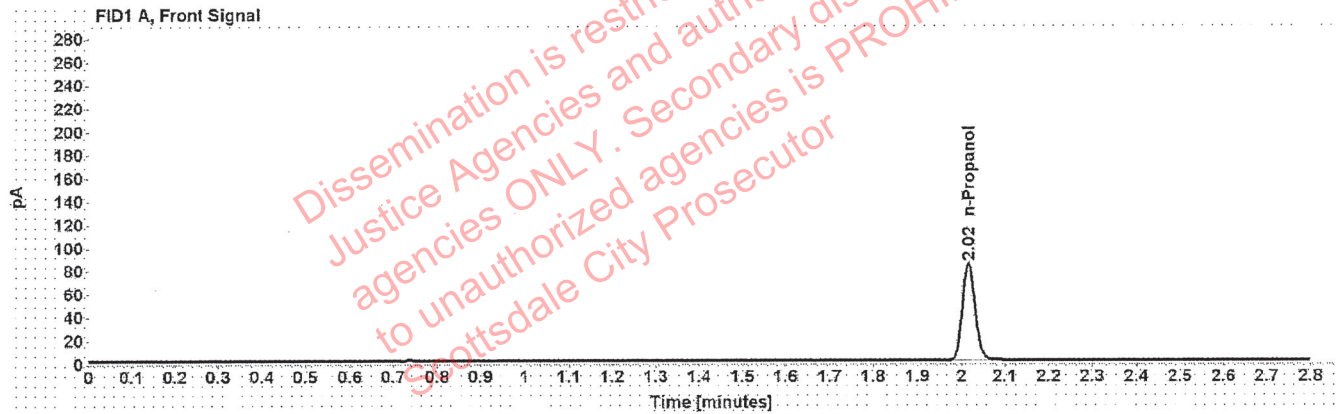 FID1 A, Front Signal
280
260
240
220
200
180
160
140
120
100
80
60
40
20
0
pA
2.02 n-Propanol
0 0.1 0.2 0.3 0.4 0.5 0.6 0.7 0.8 0.9 1 1.1 1.2 1.3 1.4 1.5 1.6 1.7 1.8 1.9 2 2.1 2.2 2.3 2.4 2.5 2.6 2.7 2.8
Time [minutes]
Dissemination is
Justice Agencies and
agencies ONLY. Secondary
to unauthorized agencies is
Scottsdale City Prosecutor